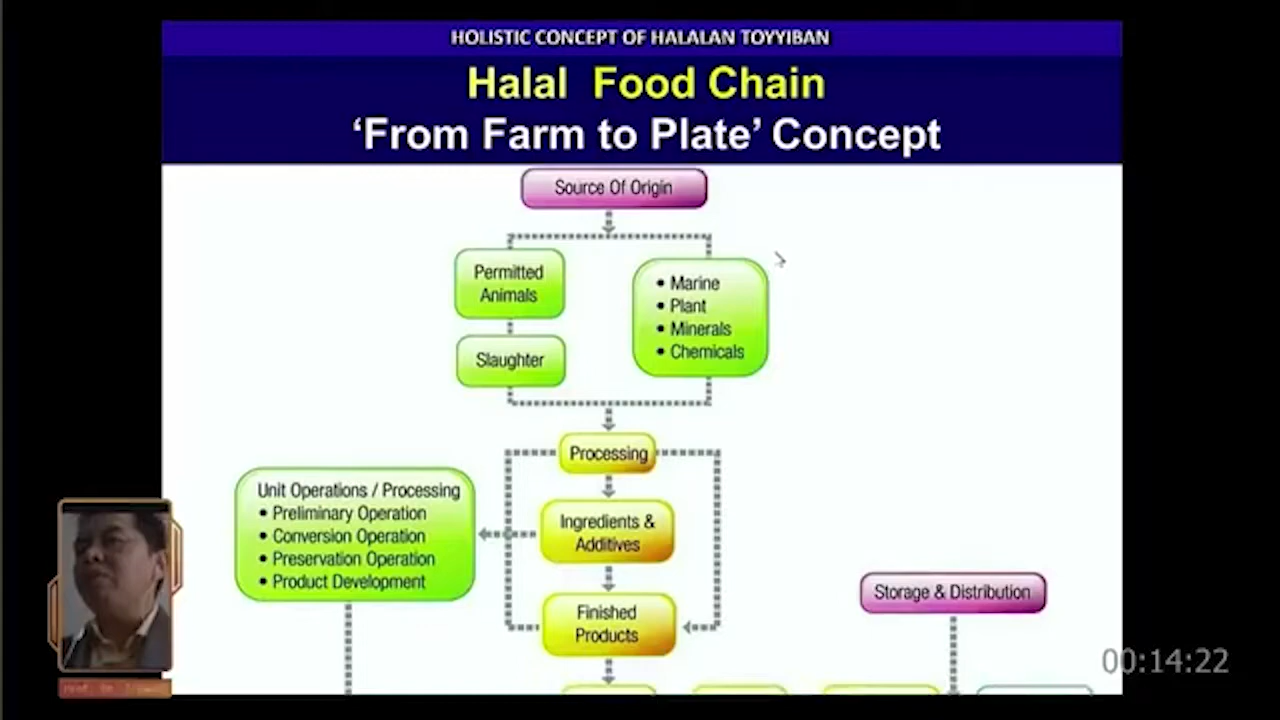 HOLISTIC CONCEPT OF HALALAN TOYYIBAN
Halal Food Chain
‘From Farm to Plate’ Concept
Source Of Origin
Permitted
Animals
Slaughter
• Marine
• Plant
• Minerals
• Chemicals
Processing
Ingredients &
Additives
Finished
Products
Unit Operations / Processing
• Preliminary Operation
• Conversion Operation
• Preservation Operation
• Product Development
Storage & Distribution
00:14:22